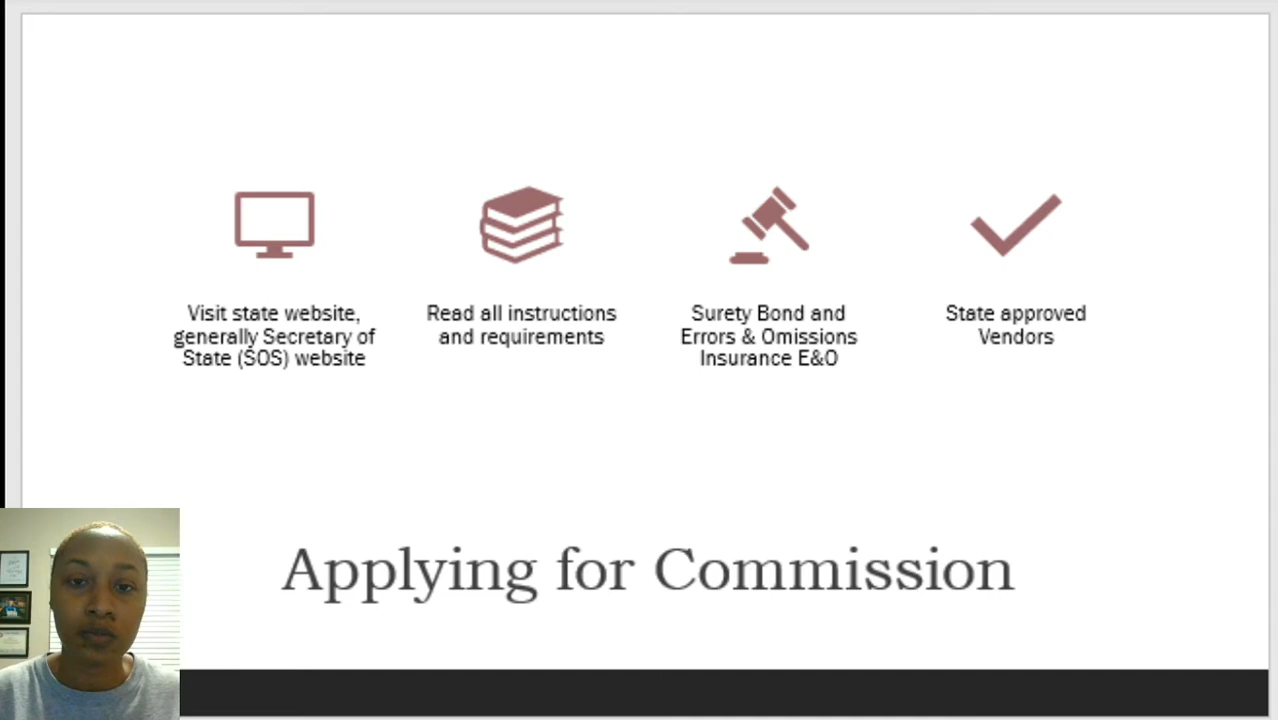 Visit state website,
generally Secretary of
State (SOS) website
Read all instructions
and requirements
Surety Bond and
Errors & Omissions
Insurance E&O
State approved
Vendors
Applying for Commission